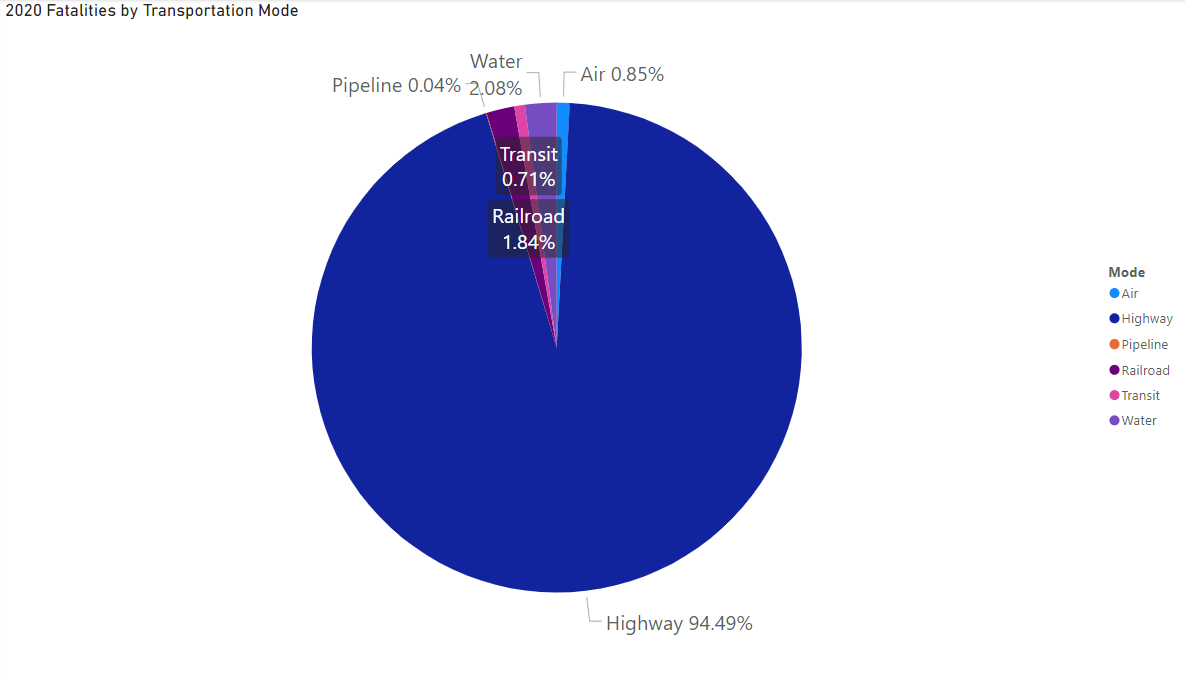 2020 Fatalities by Transportation Mode
Water
2.08%
Air 0.85%
Pipeline 0.04%
Transit
0.71%
Railroad
1.84%
Highway 94.49%
Mode
Air
Highway
Pipeline
Railroad
Transit
Water